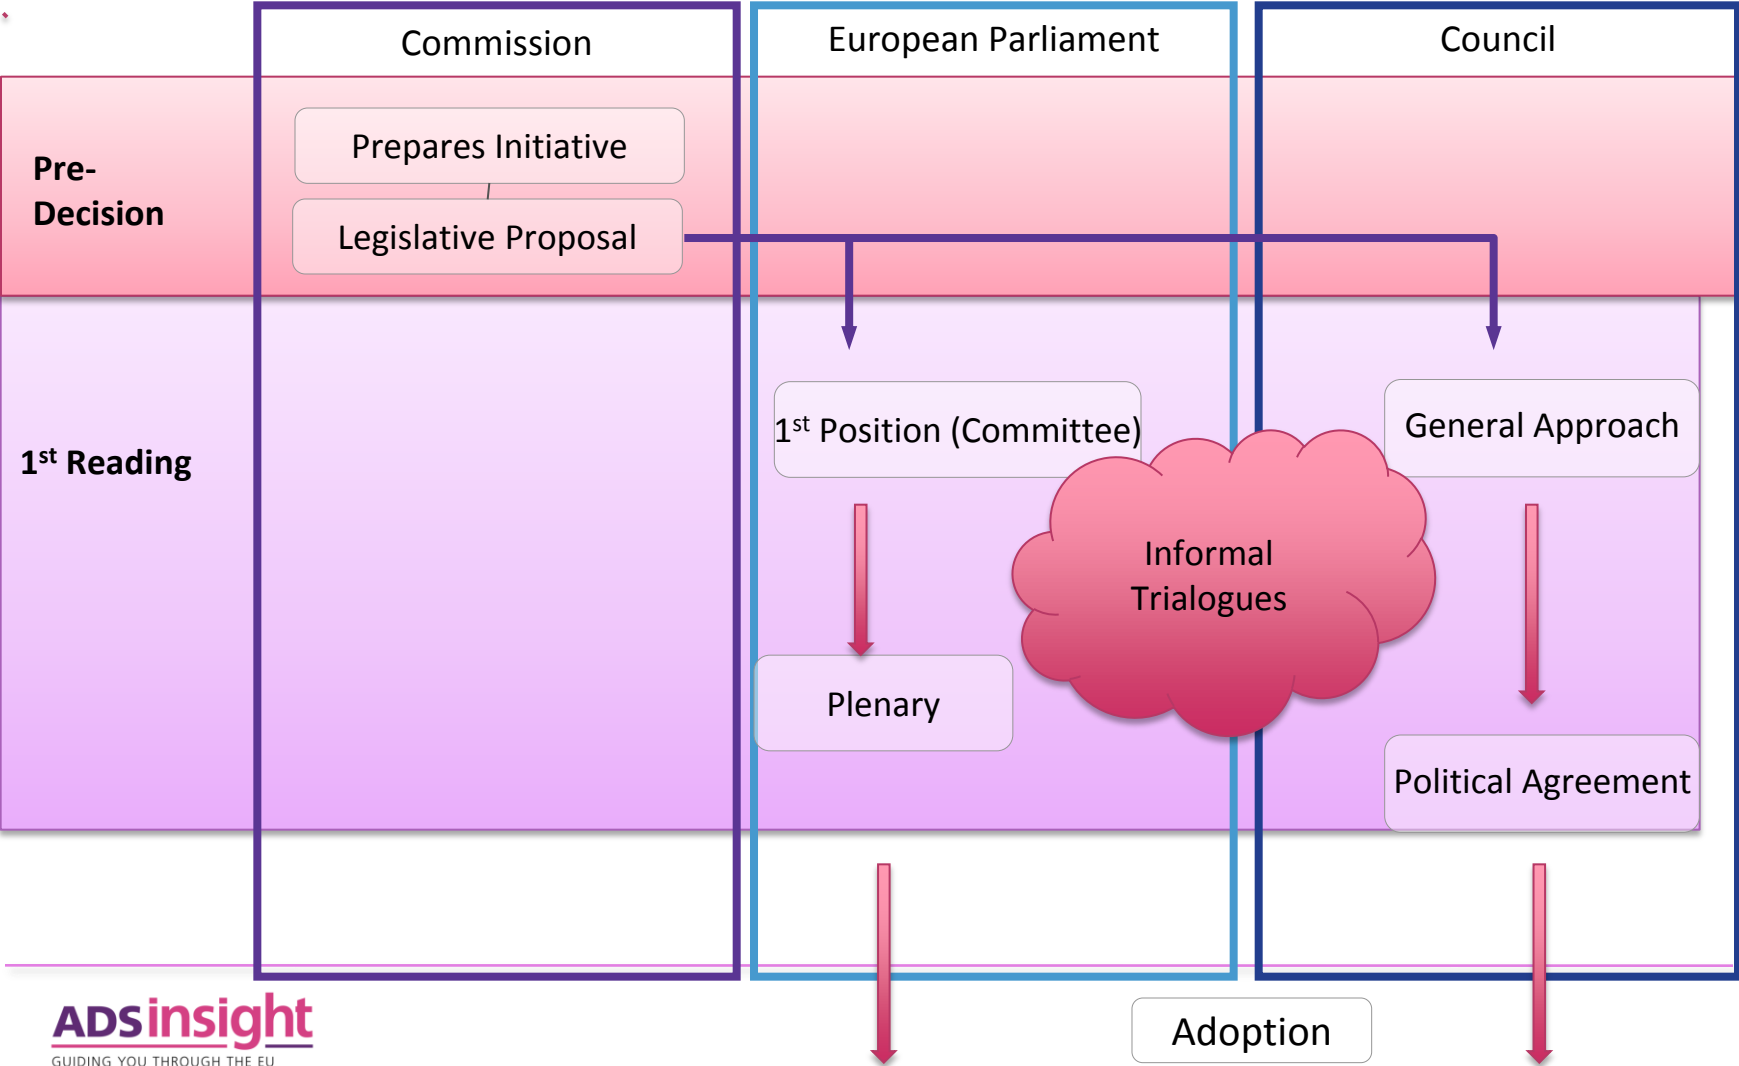 Commission
European Parliament
Council
Pre-
Decision
Prepares Initiative
Legislative Proposal
1st Reading
1st Position (Committee)
General Approach
Informal
Trialogues
Plenary
Political Agreement
Adoption
ADSinsight
GUIDING YOU THROUGH THE EU